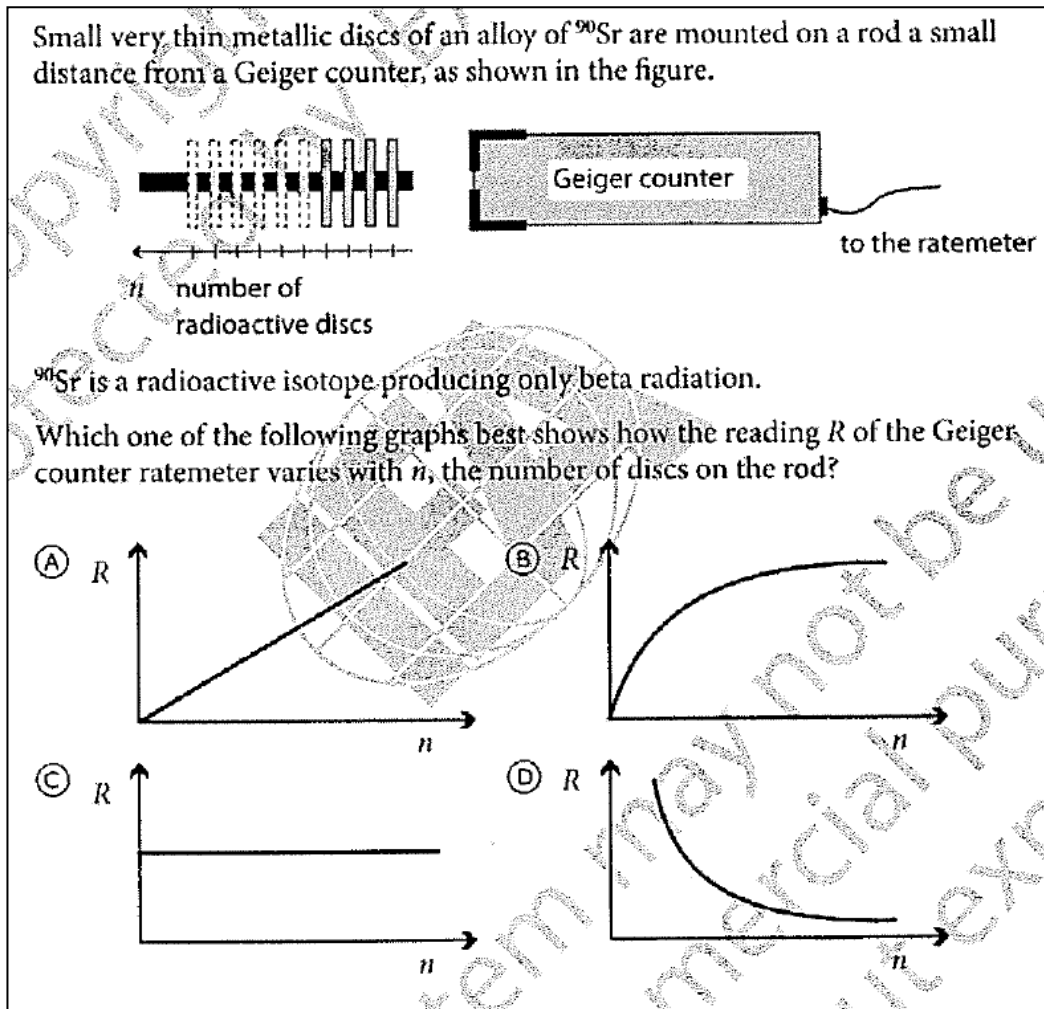 Small very thin metallic discs of an alloy of ⁹⁰Sr are mounted on a rod a small
distance from a Geiger counter, as shown in the figure.
Geiger counter
to the ratemeter
n number of
radioactive discs
⁹⁰Sr is a radioactive isotope producing only beta radiation.
Which one of the following graphs best shows how the reading R of the Geiger
counter ratemeter varies with n, the number of discs on the rod?
A R
n
B R
n
C R
n
D R
n